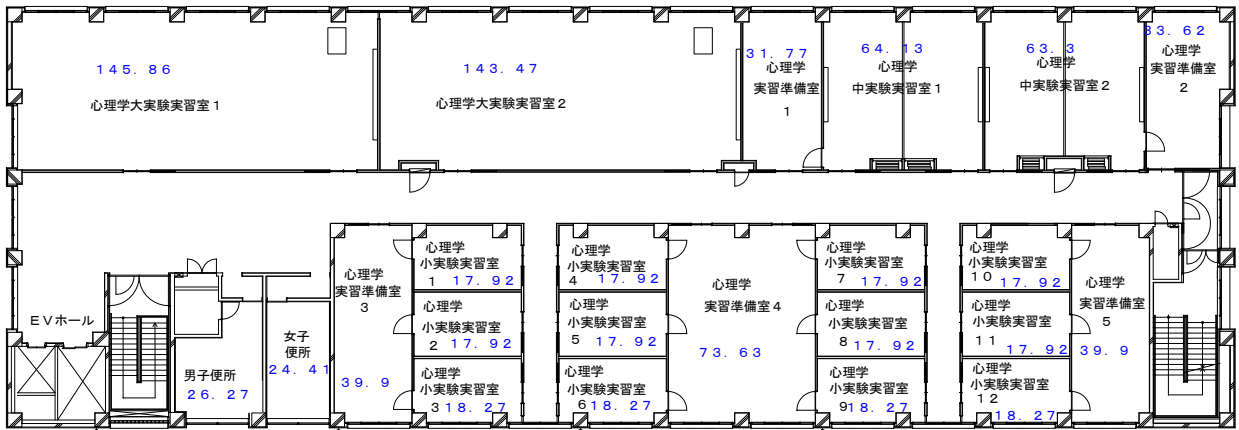 145.86
心理学大実験実習室1
143.47
心理学大実験実習室2
31.77
心理学
実習準備室
1
64.13
心理学
中実験実習室1
63.3
心理学
中実験実習室2
33.62
心理学
実習準備室
2
EVホール
男子便所
26.27
女子
便所
24.41
心理学
実習準備室
3
39.9
心理学
小実験実習室
1 17.92
心理学
小実験実習室
2 17.92
心理学
小実験実習室
3 18.27
心理学
小実験実習室
4 17.92
心理学
小実験実習室
5 17.92
心理学
小実験実習室
6 18.27
心理学
実習準備室4
73.63
心理学
小実験実習室
7 17.92
心理学
小実験実習室
8 17.92
心理学
小実験実習室
9 18.27
心理学
小実験実習室
10 17.92
心理学
小実験実習室
11 17.92
心理学
小実験実習室
12 18.27
心理学
実習準備室
5
39.9